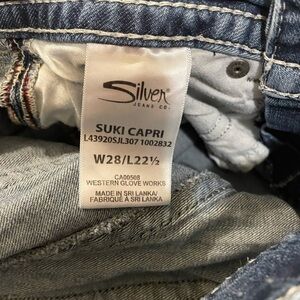 Silver
JEANS CO.
SUKI CAPRI
L43920SJL307 1002832
W28/L22½
CA00508
WESTERN GLOVE WORKS
MADE IN SRI LANKA/
FABRIQUÉ À SRI LANKA